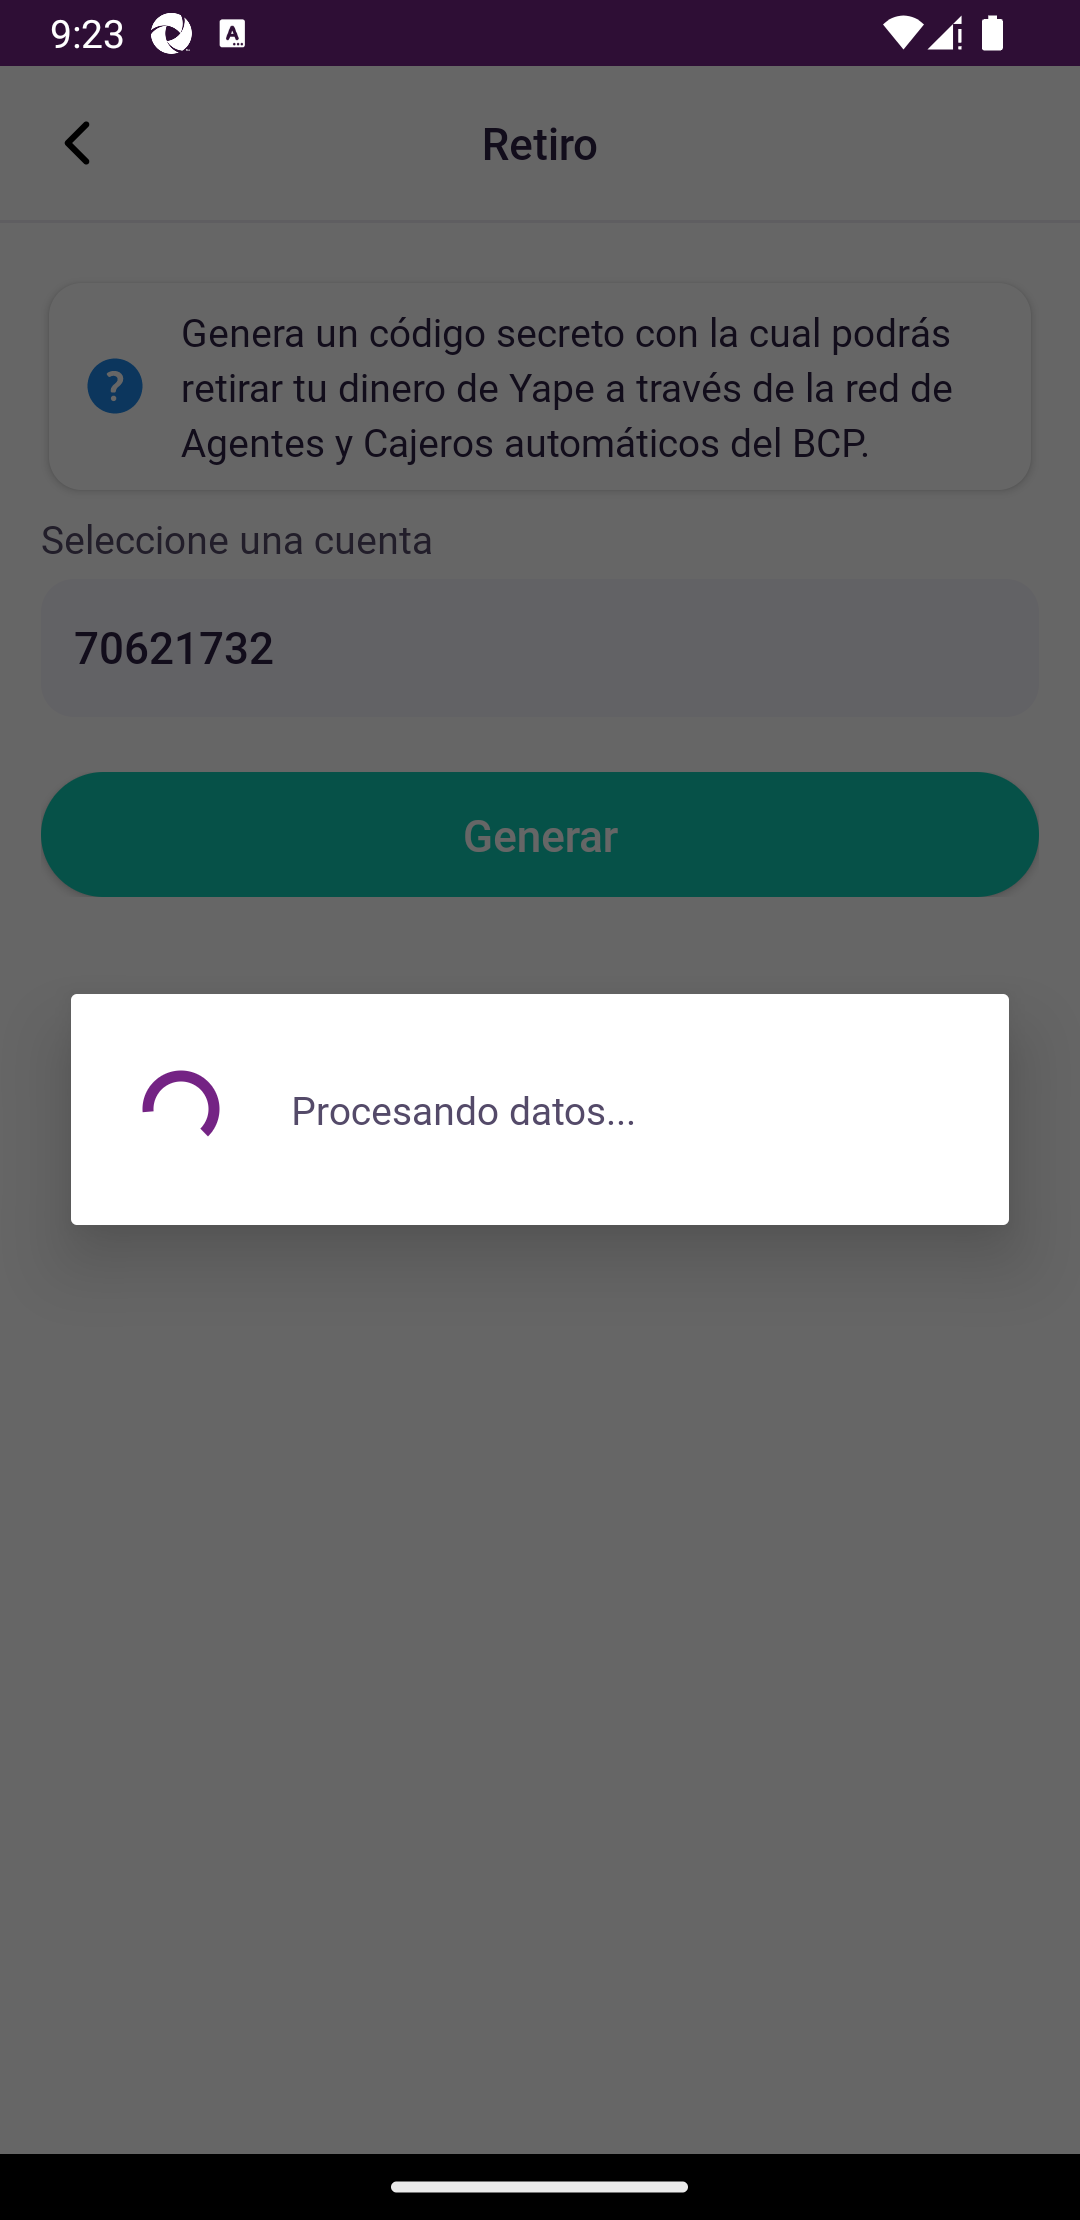 9:23
Retiro
Genera un código secreto con la cual podrás
retirar tu dinero de Yape a través de la red de
Agentes y Cajeros automáticos del BCP.
Seleccione una cuenta
70621732
Generar
Procesando datos...